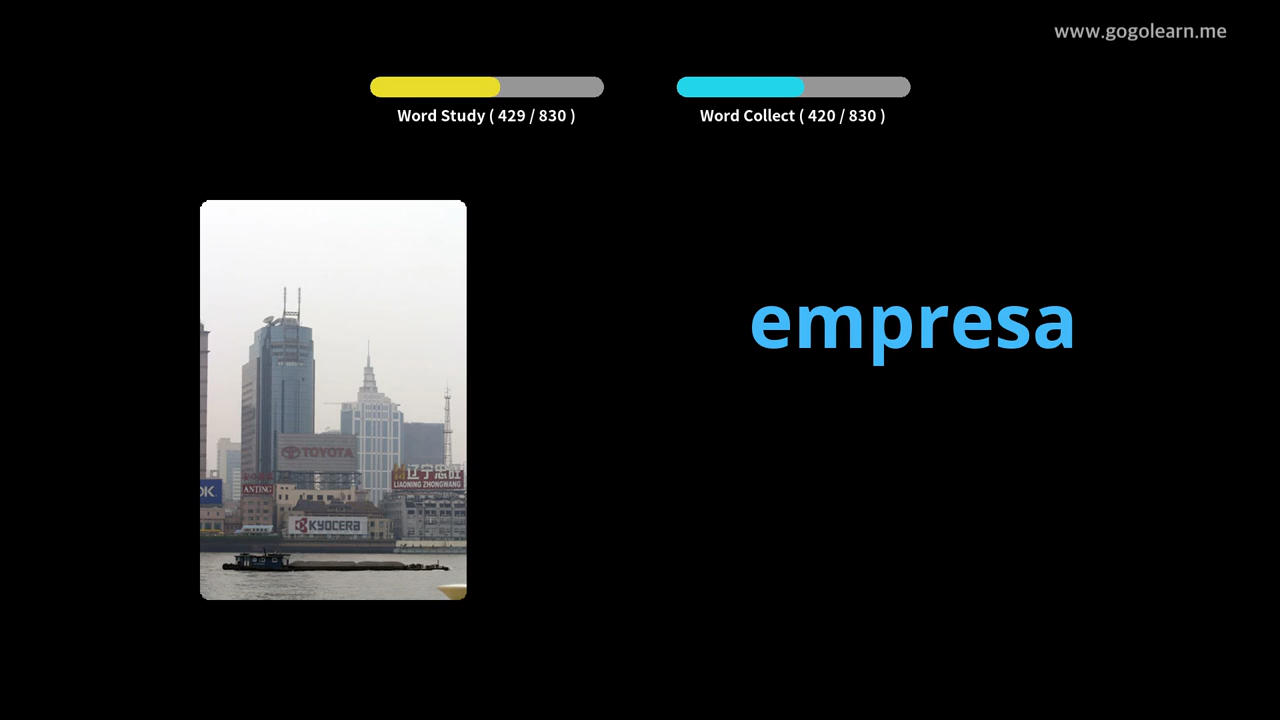 www.gogolearn.me
Word Study ( 429 / 830 )
Word Collect ( 420 / 830 )
empresa
TOYOTA
辽宁忠旺
LIAONING ZHONGWANG
OK
ANTING
KYOCERA